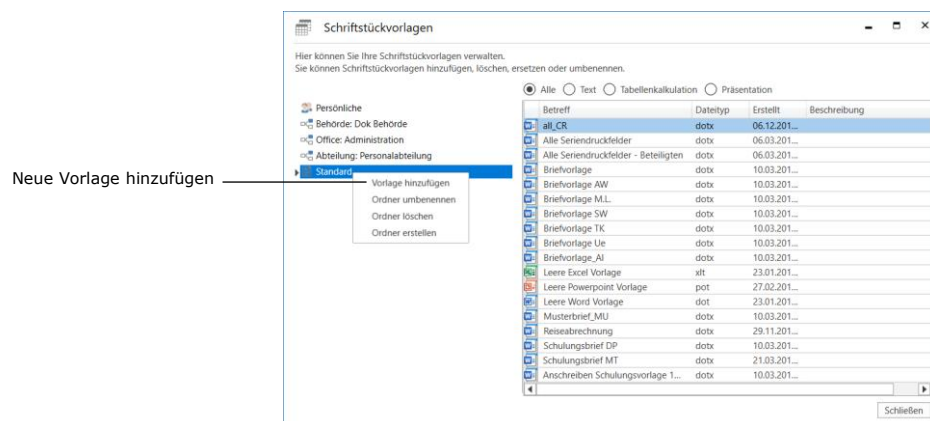 Schriftstückvorlagen
Hier können Sie Ihre Schriftstückvorlagen verwalten.
Sie können Schriftstückvorlagen hinzufügen, löschen, ersetzen oder umbenennen.
Alle Text Tabellenkalkulation Präsentation
Persönliche
Behörde: Dok Behörde
Office: Administration
Abteilung: Personalabteilung
Standard
Neue Vorlage hinzufügen
Vorlage hinzufügen
Ordner umbenennen
Ordner löschen
Ordner erstellen
Betreff Dateityp Erstellt Beschreibung
all_CR dotx 06.12.201...
Alle Seriendruckfelder dotx 06.03.201...
Alle Seriendruckfelder - Beteiligten dotx 06.03.201...
Briefvorlage dotx 10.03.201...
Briefvorlage AW dotx 10.03.201...
Briefvorlage M.L. dotx 10.03.201...
Briefvorlage SW dotx 10.03.201...
Briefvorlage TK dotx 10.03.201...
Briefvorlage Ue dotx 10.03.201...
Briefvorlage_AI dotx 10.03.201...
Leere Excel Vorlage xlt 23.01.201...
Leere Powerpoint Vorlage pot 27.02.201...
Leere Word Vorlage dot 23.01.201...
Musterbrief_MU dotx 10.03.201...
Reiseabrechnung dotx 29.11.201...
Schulungsbrief DP dotx 10.03.201...
Schulungsbrief MT dotx 21.03.201...
Anschreiben Schulungsvorlage 1... dotx 10.03.201...
Schließen